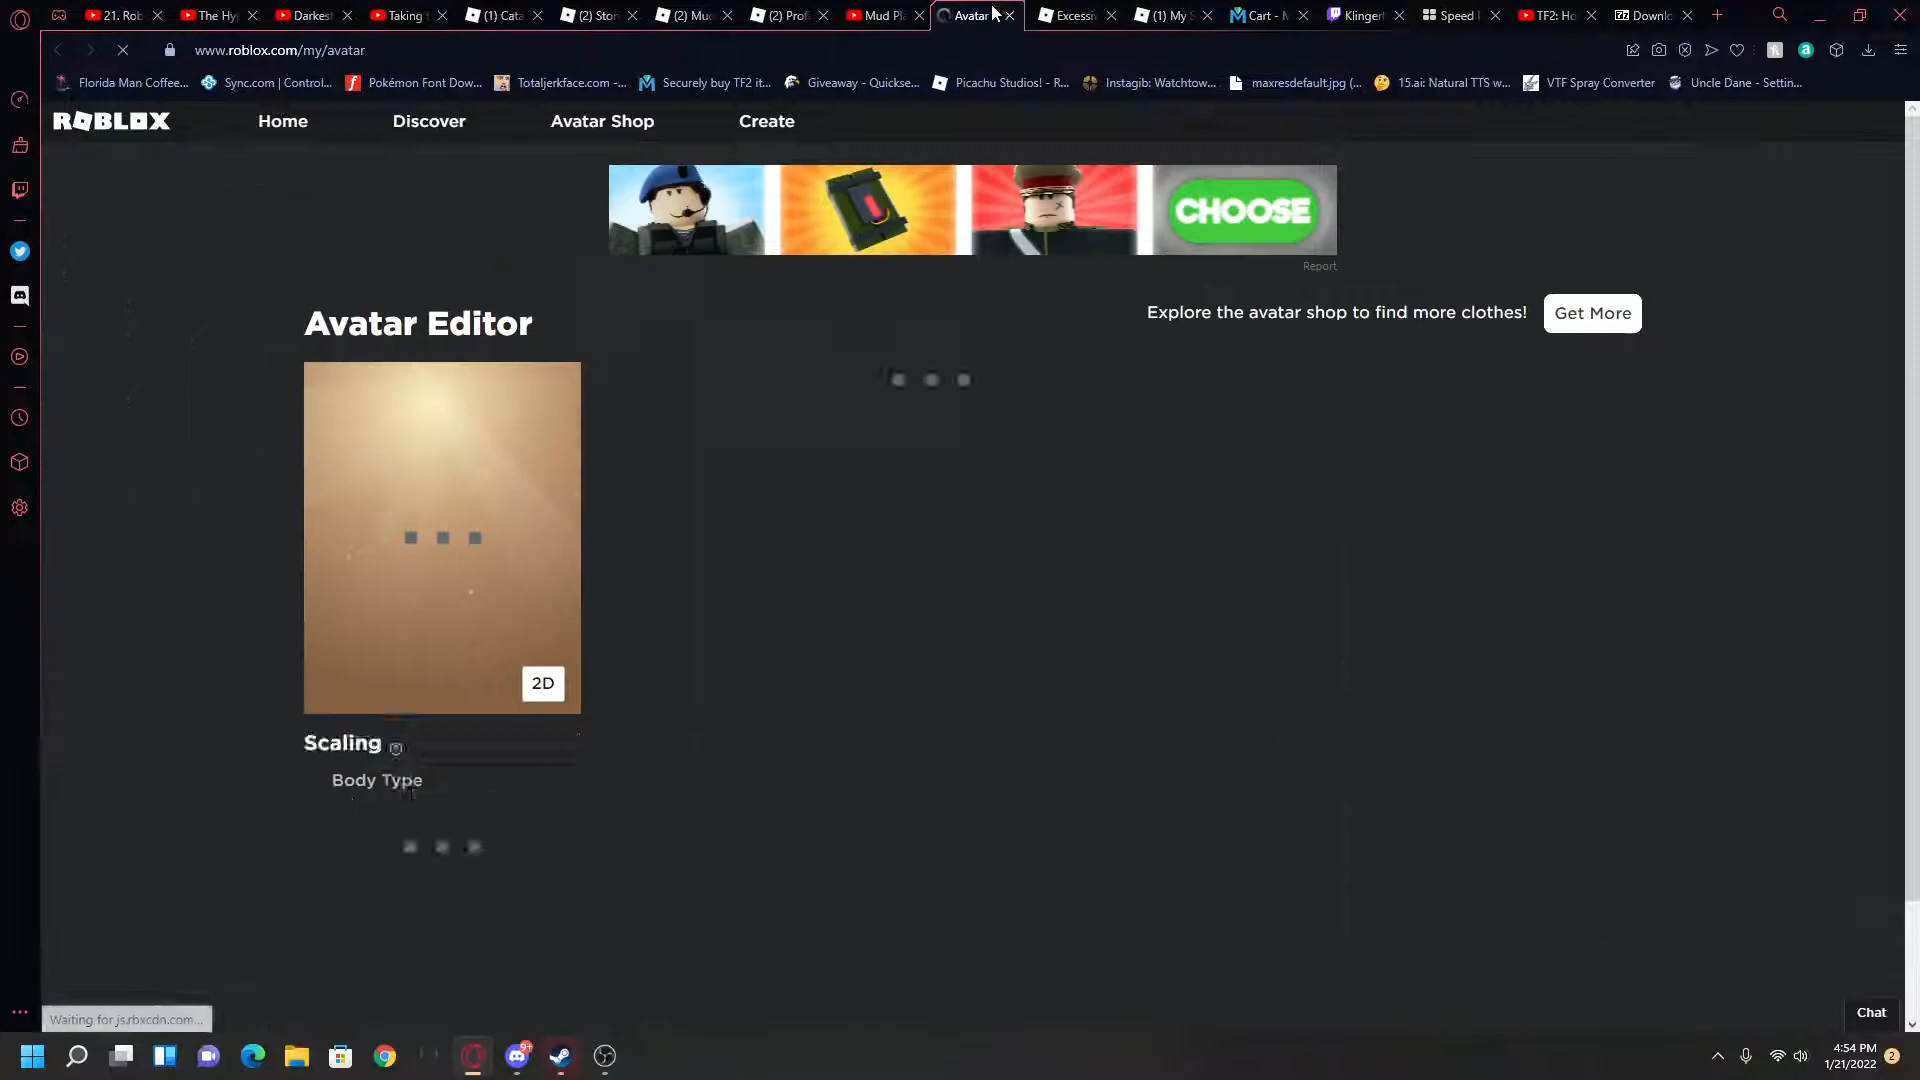 21. Rob
The Hy
Darkest
Taking t
(1) Cata
(2) Stor
(2) Mu
(2) Profi
Mud Pl
Avatar
Excessiv
(1) My S
Cart - M
Klinger
Speed
TF2: Ho
Downlo
www.roblox.com/my/avatar
Florida Man Coffee...
Sync.com | Control...
Pokémon Font Dow...
Totaljerkface.com -...
Securely buy TF2 it...
Giveaway - Quickse...
Picachu Studios! - R...
Instagib: Watchtow...
maxresdefault.jpg (...
15.ai: Natural TTS w...
VTF Spray Converter
Uncle Dane - Settin...
ROBLOX
Home
Discover
Avatar Shop
Create
CHOOSE
Report
Avatar Editor
Explore the avatar shop to find more clothes!
Get More
2D
Scaling
Body Type
Waiting for js.rbxcdn.com...
Chat
9+
4:54 PM
1/21/2022
2